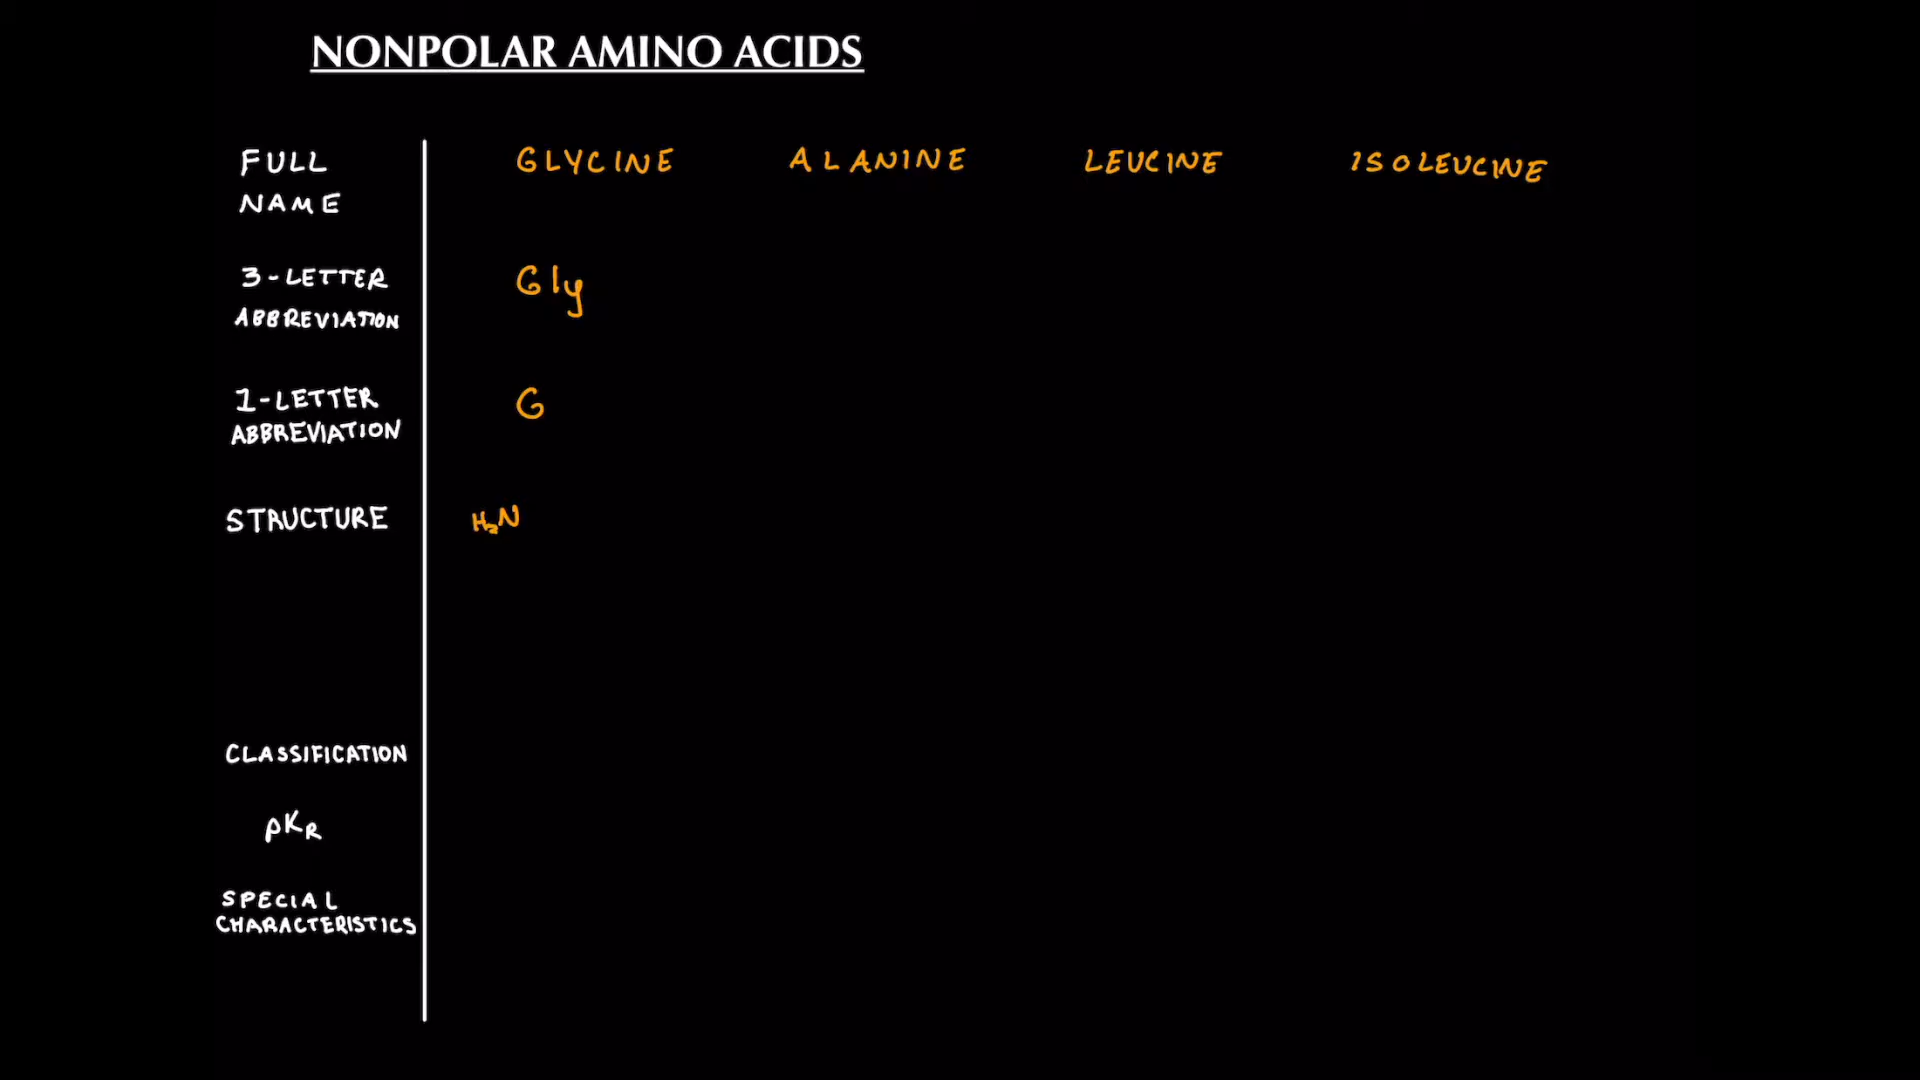 NONPOLAR AMINO ACIDS
FULL NAME GLYCINE ALANINE LEUCINE ISOLEUCINE
3-LETTER ABBREVIATION Gly
1-LETTER ABBREVIATION G
STRUCTURE H₂N
CLASSIFICATION
pKR
SPECIAL
CHARACTERISTICS